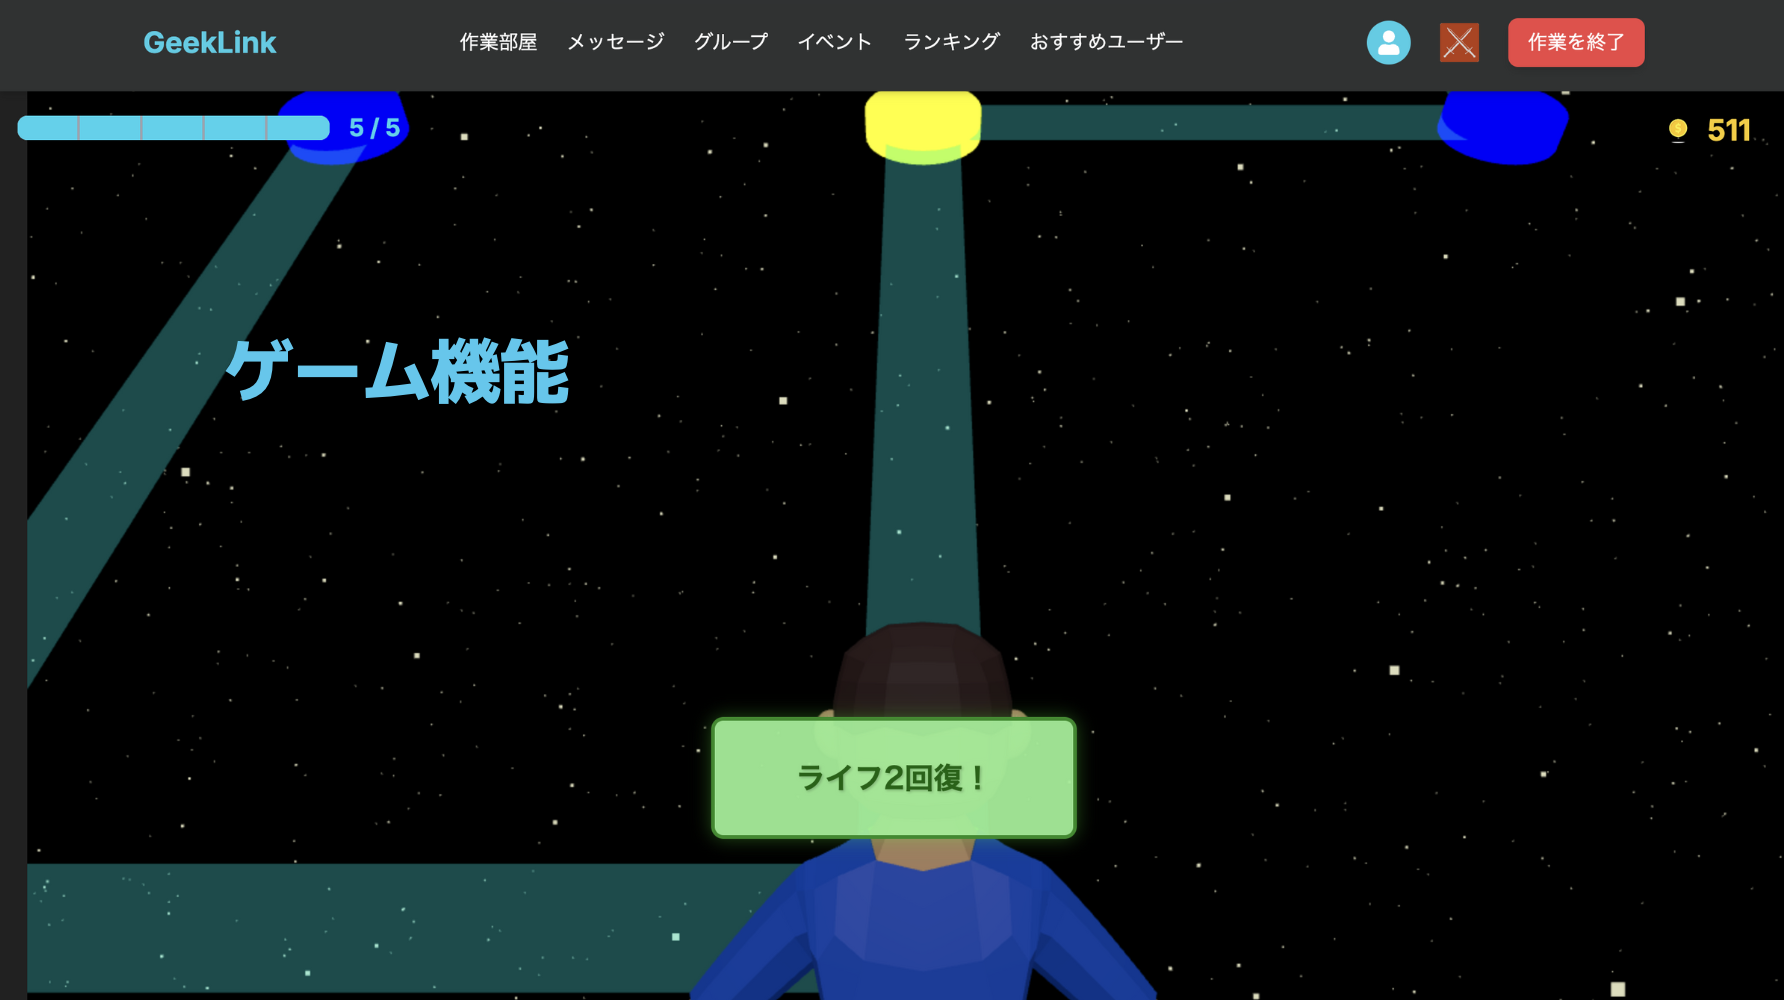 GeekLink
作業部屋
メッセージ
グループ
イベント
ランキング
おすすめユーザー
作業を終了
5 / 5
511
ゲーム機能
ライフ2回復！